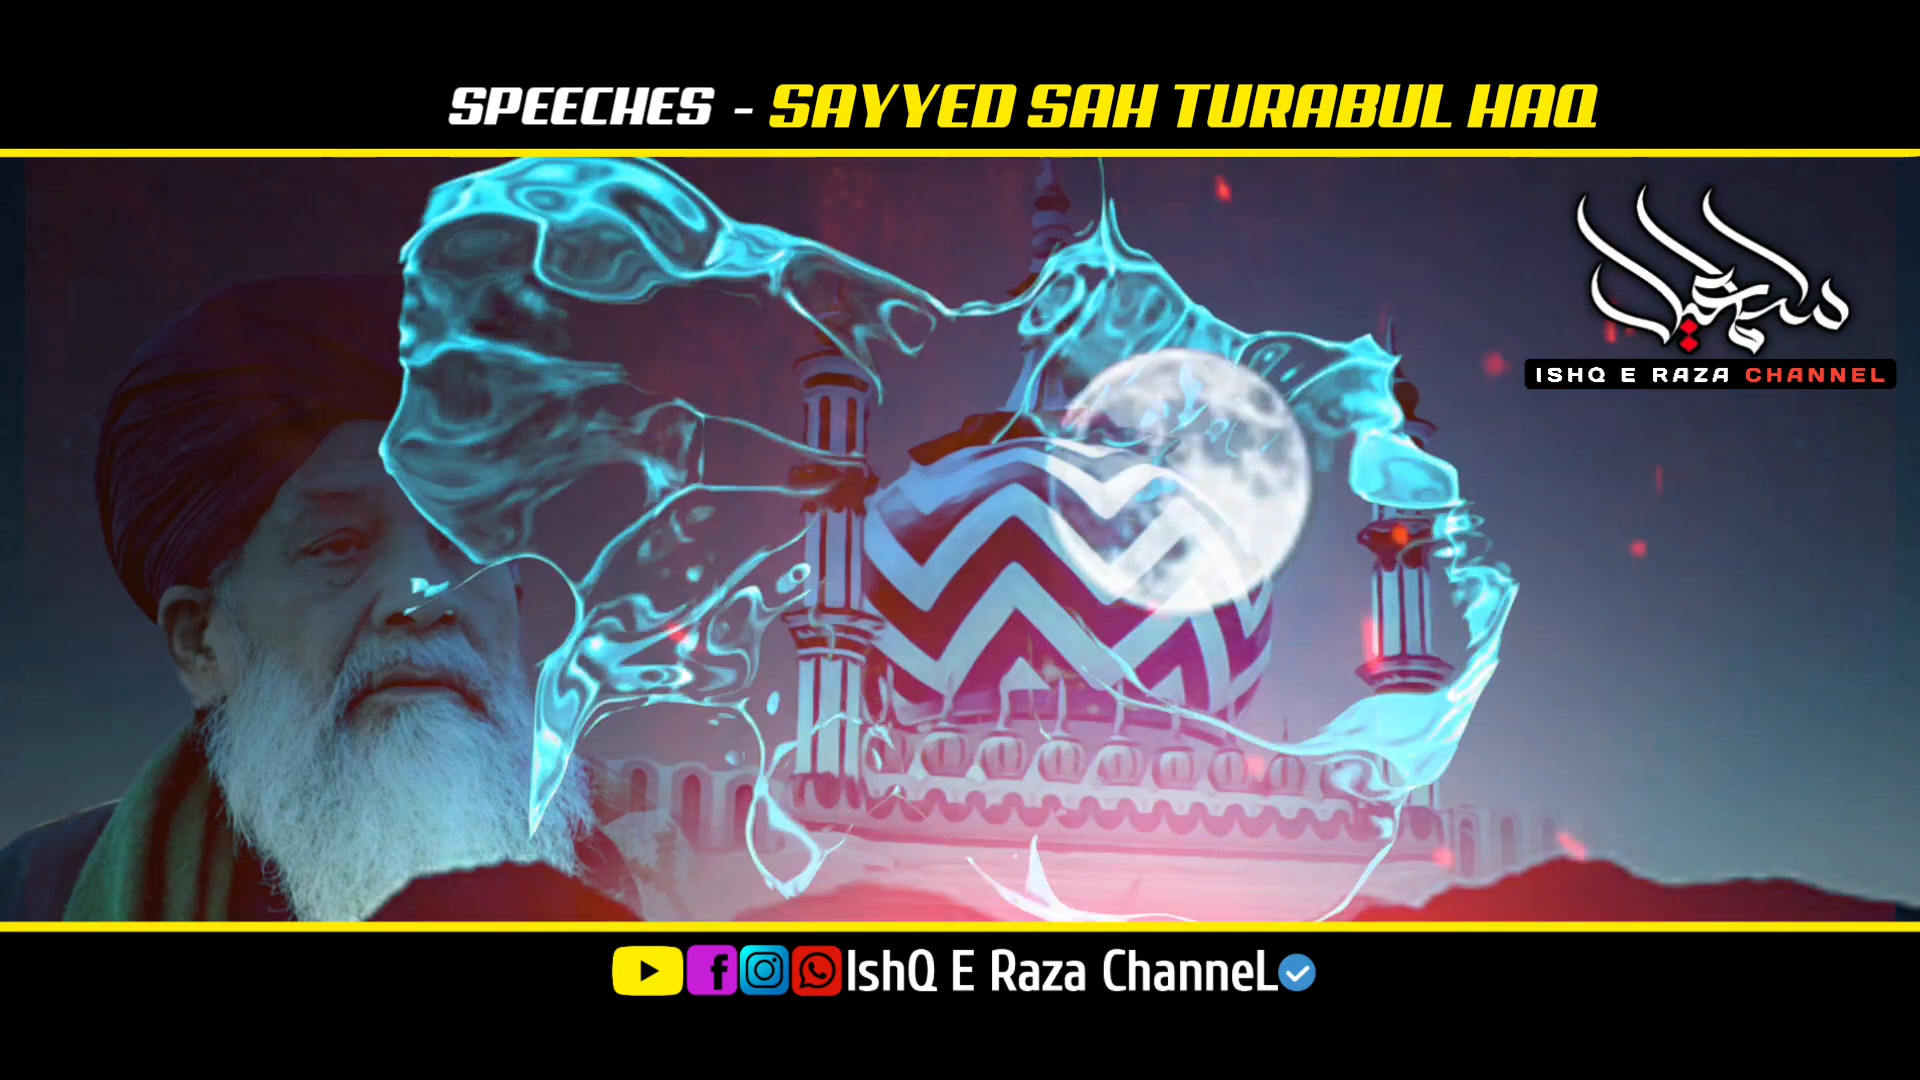 SPEECHES - SAYYED SAH TURABUL HAQ
ISHQ E RAZA CHANNEL
IshQ E Raza ChanneL